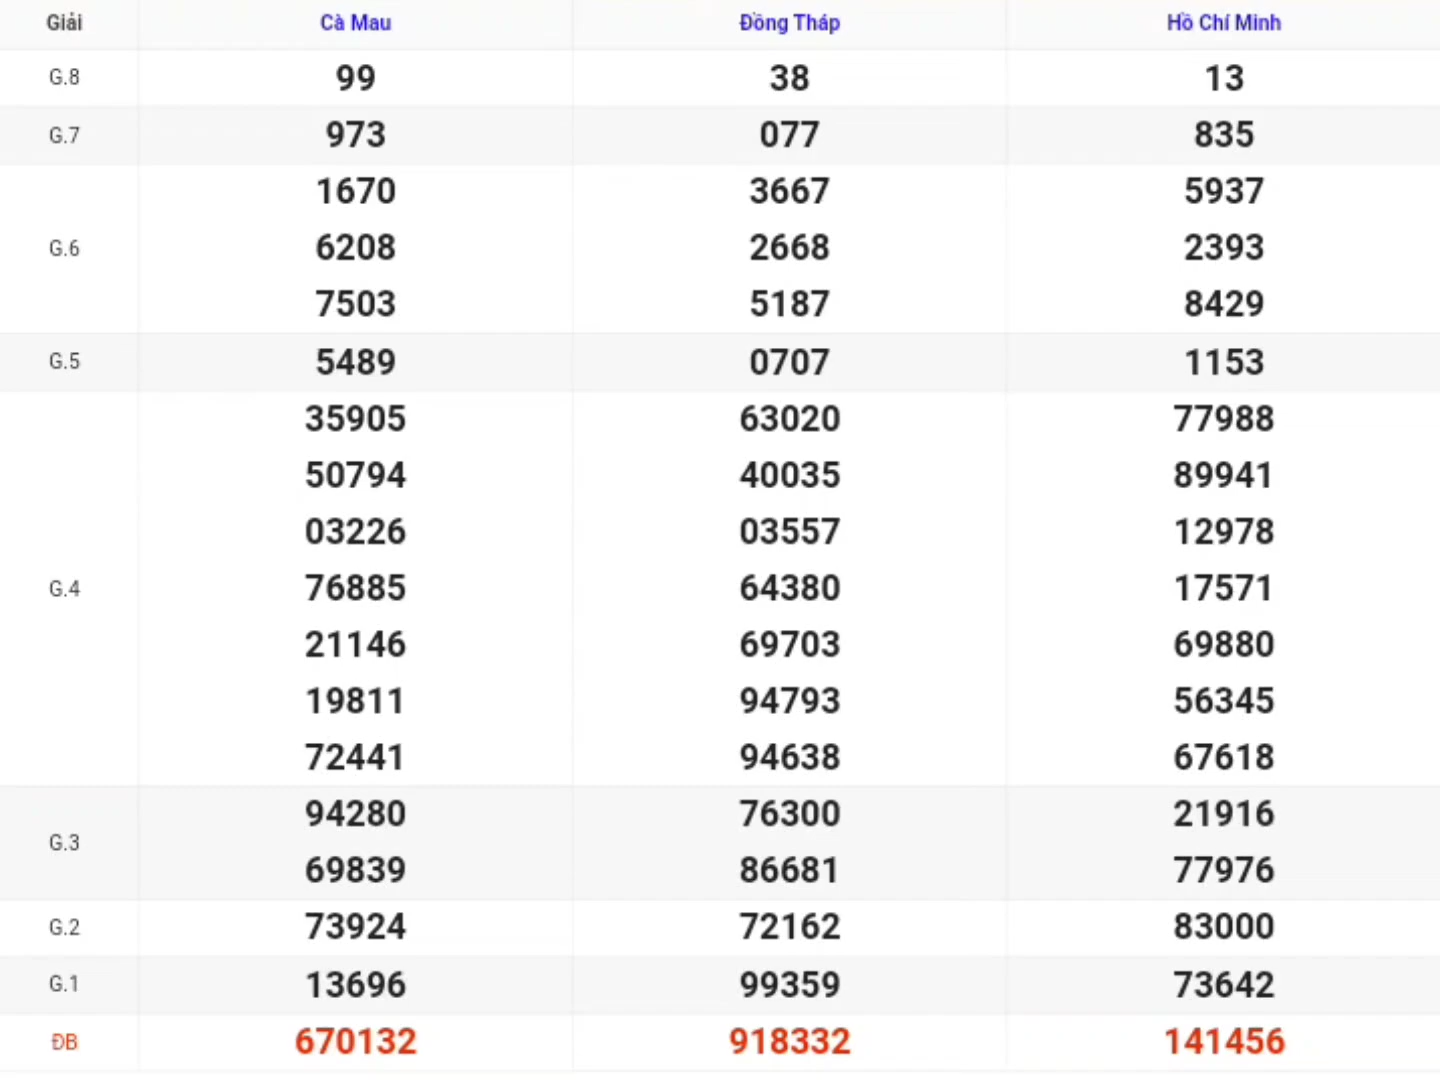 Giải Cà Mau Đồng Tháp Hồ Chí Minh
G.8 99 38 13
G.7 973 077 835
1670 3667 5937
G.6 6208 2668 2393
7503 5187 8429
G.5 5489 0707 1153
35905 63020 77988
50794 40035 89941
03226 03557 12978
G.4 76885 64380 17571
21146 69703 69880
19811 94793 56345
72441 94638 67618
94280 76300 21916
G.3
69839 86681 77976
G.2 73924 72162 83000
G.1 13696 99359 73642
ĐB 670132 918332 141456